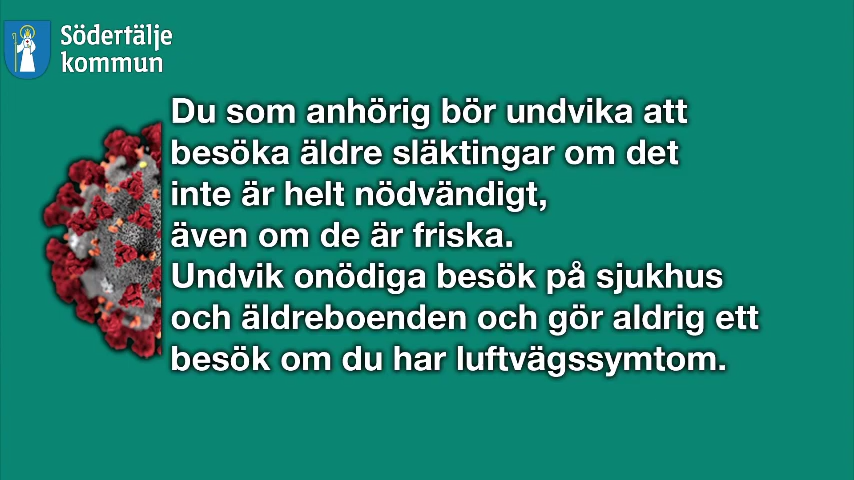 Södertälje
kommun
Du som anhörig bör undvika att
besöka äldre släktingar om det
inte är helt nödvändigt,
även om de är friska.
Undvik onödiga besök på sjukhus
och äldreboenden och gör aldrig ett
besök om du har luftvägssymtom.